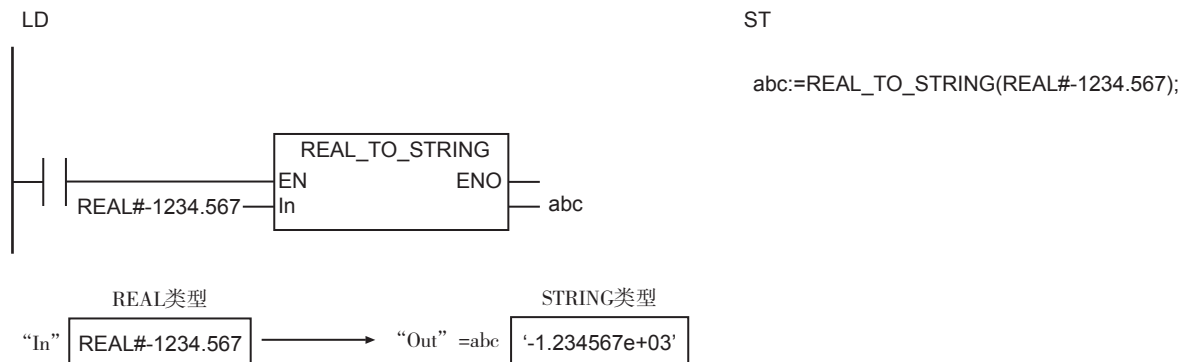 LD
ST
abc:=REAL_TO_STRING(REAL#-1234.567);
REAL_TO_STRING
EN ENO
REAL#-1234.567 In abc
REAL类型 STRING类型
“In” REAL#-1234.567 “Out” =abc ‘-1.234567e+03’